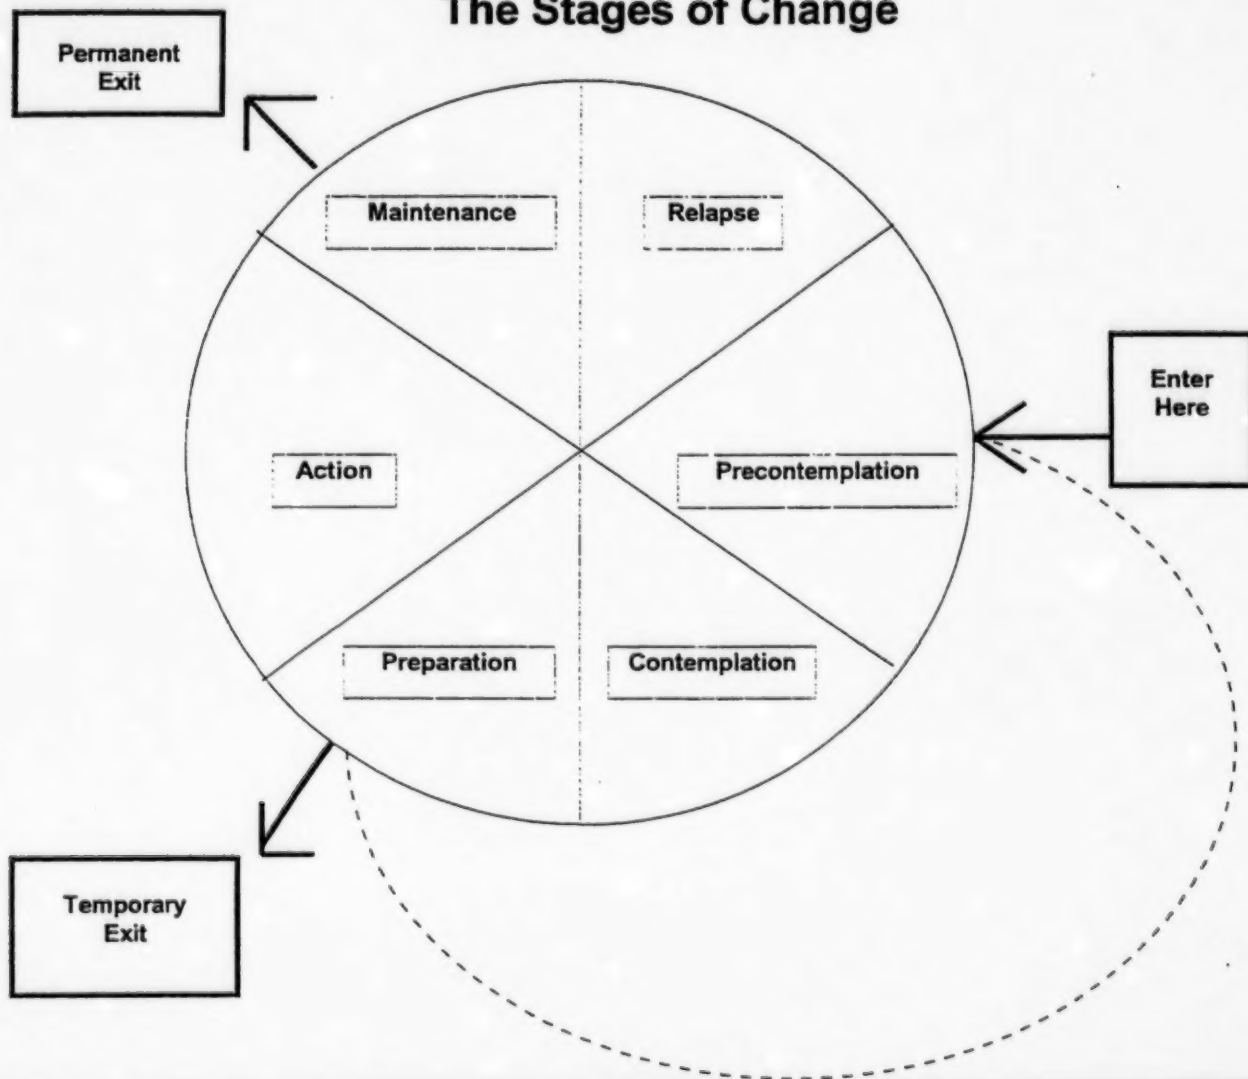 The Stages of Change
Permanent
Exit
Maintenance
Relapse
Enter
Here
Action
Precontemplation
Preparation
Contemplation
Temporary
Exit